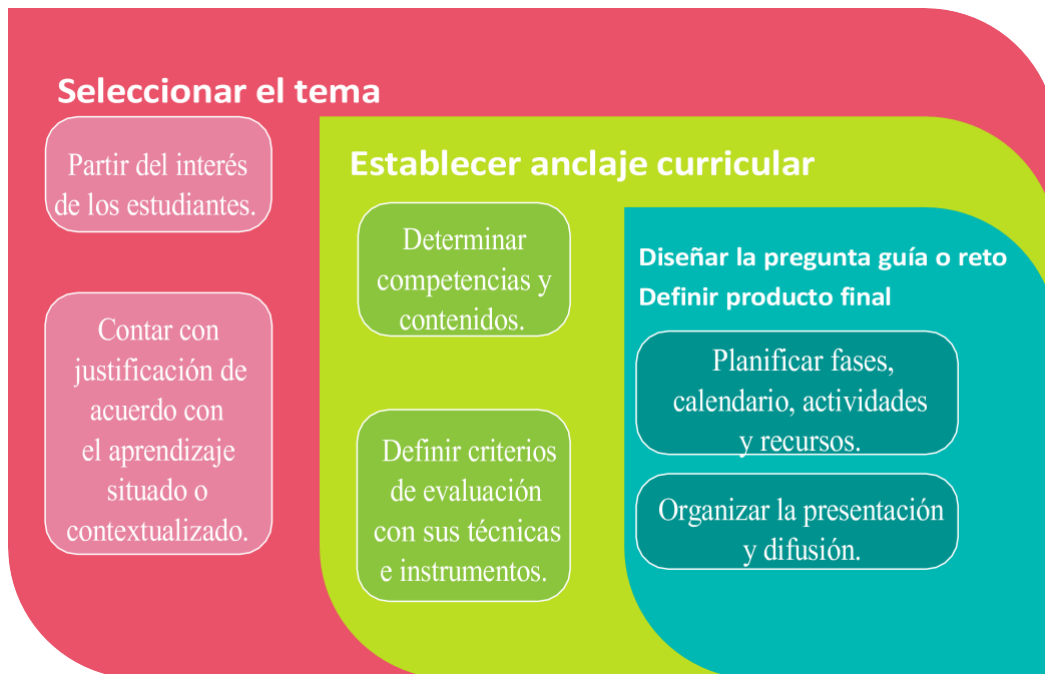 Seleccionar el tema
Partir del interés
de los estudiantes.
Contar con
justificación de
acuerdo con
el aprendizaje
situado o
contextualizado.
Establecer anclaje curricular
Determinar
competencias y
contenidos.
Definir criterios
de evaluación
con sus técnicas
e instrumentos.
Diseñar la pregunta guía o reto
Definir producto final
Planificar fases,
calendario, actividades
y recursos.
Organizar la presentación
y difusión.